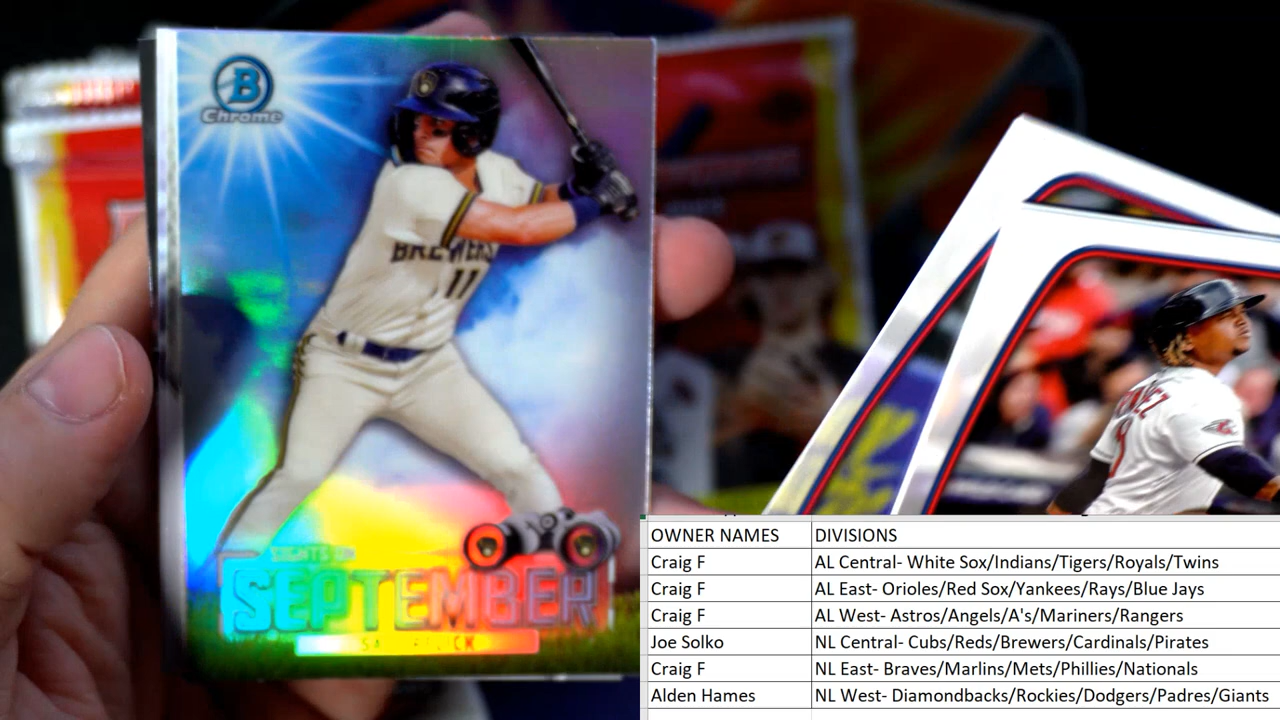 B
Chrome
BREWERS
11
SIGHTS ON
SEPTEMBER
OWNER NAMES DIVISIONS
Craig F AL Central- White Sox/Indians/Tigers/Royals/Twins
Craig F AL East- Orioles/Red Sox/Yankees/Rays/Blue Jays
Craig F AL West- Astros/Angels/A's/Mariners/Rangers
Joe Solko NL Central- Cubs/Reds/Brewers/Cardinals/Pirates
Craig F NL East- Braves/Marlins/Mets/Phillies/Nationals
Alden Hames NL West- Diamondbacks/Rockies/Dodgers/Padres/Giants